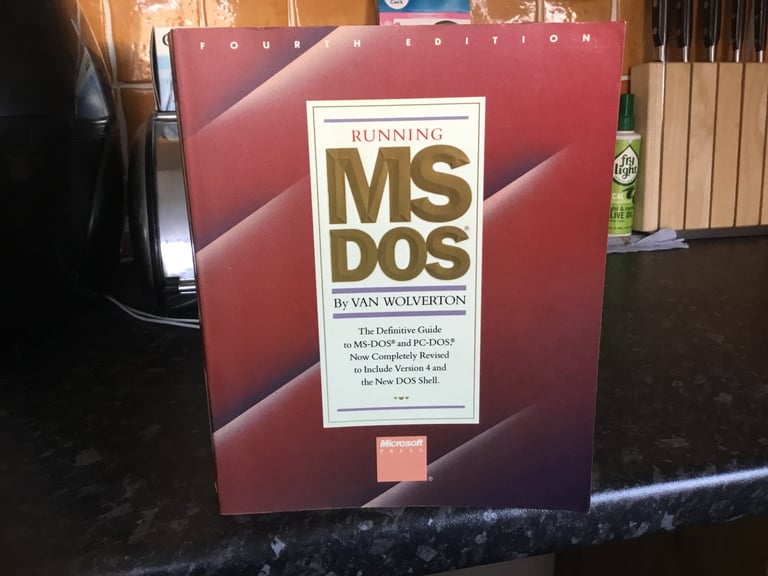 FOURTH EDITION
RUNNING
MS
DOS®
By VAN WOLVERTON
The Definitive Guide
to MS-DOS® and PC-DOS,®
Now Completely Revised
to Include Version 4 and
the New DOS Shell.
Microsoft
PRESS
®
fry
light